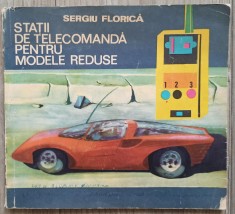 SERGIU FLORICĂ
STAȚII
DE TELECOMANDĂ
PENTRU
MODELE REDUSE
1 2 3